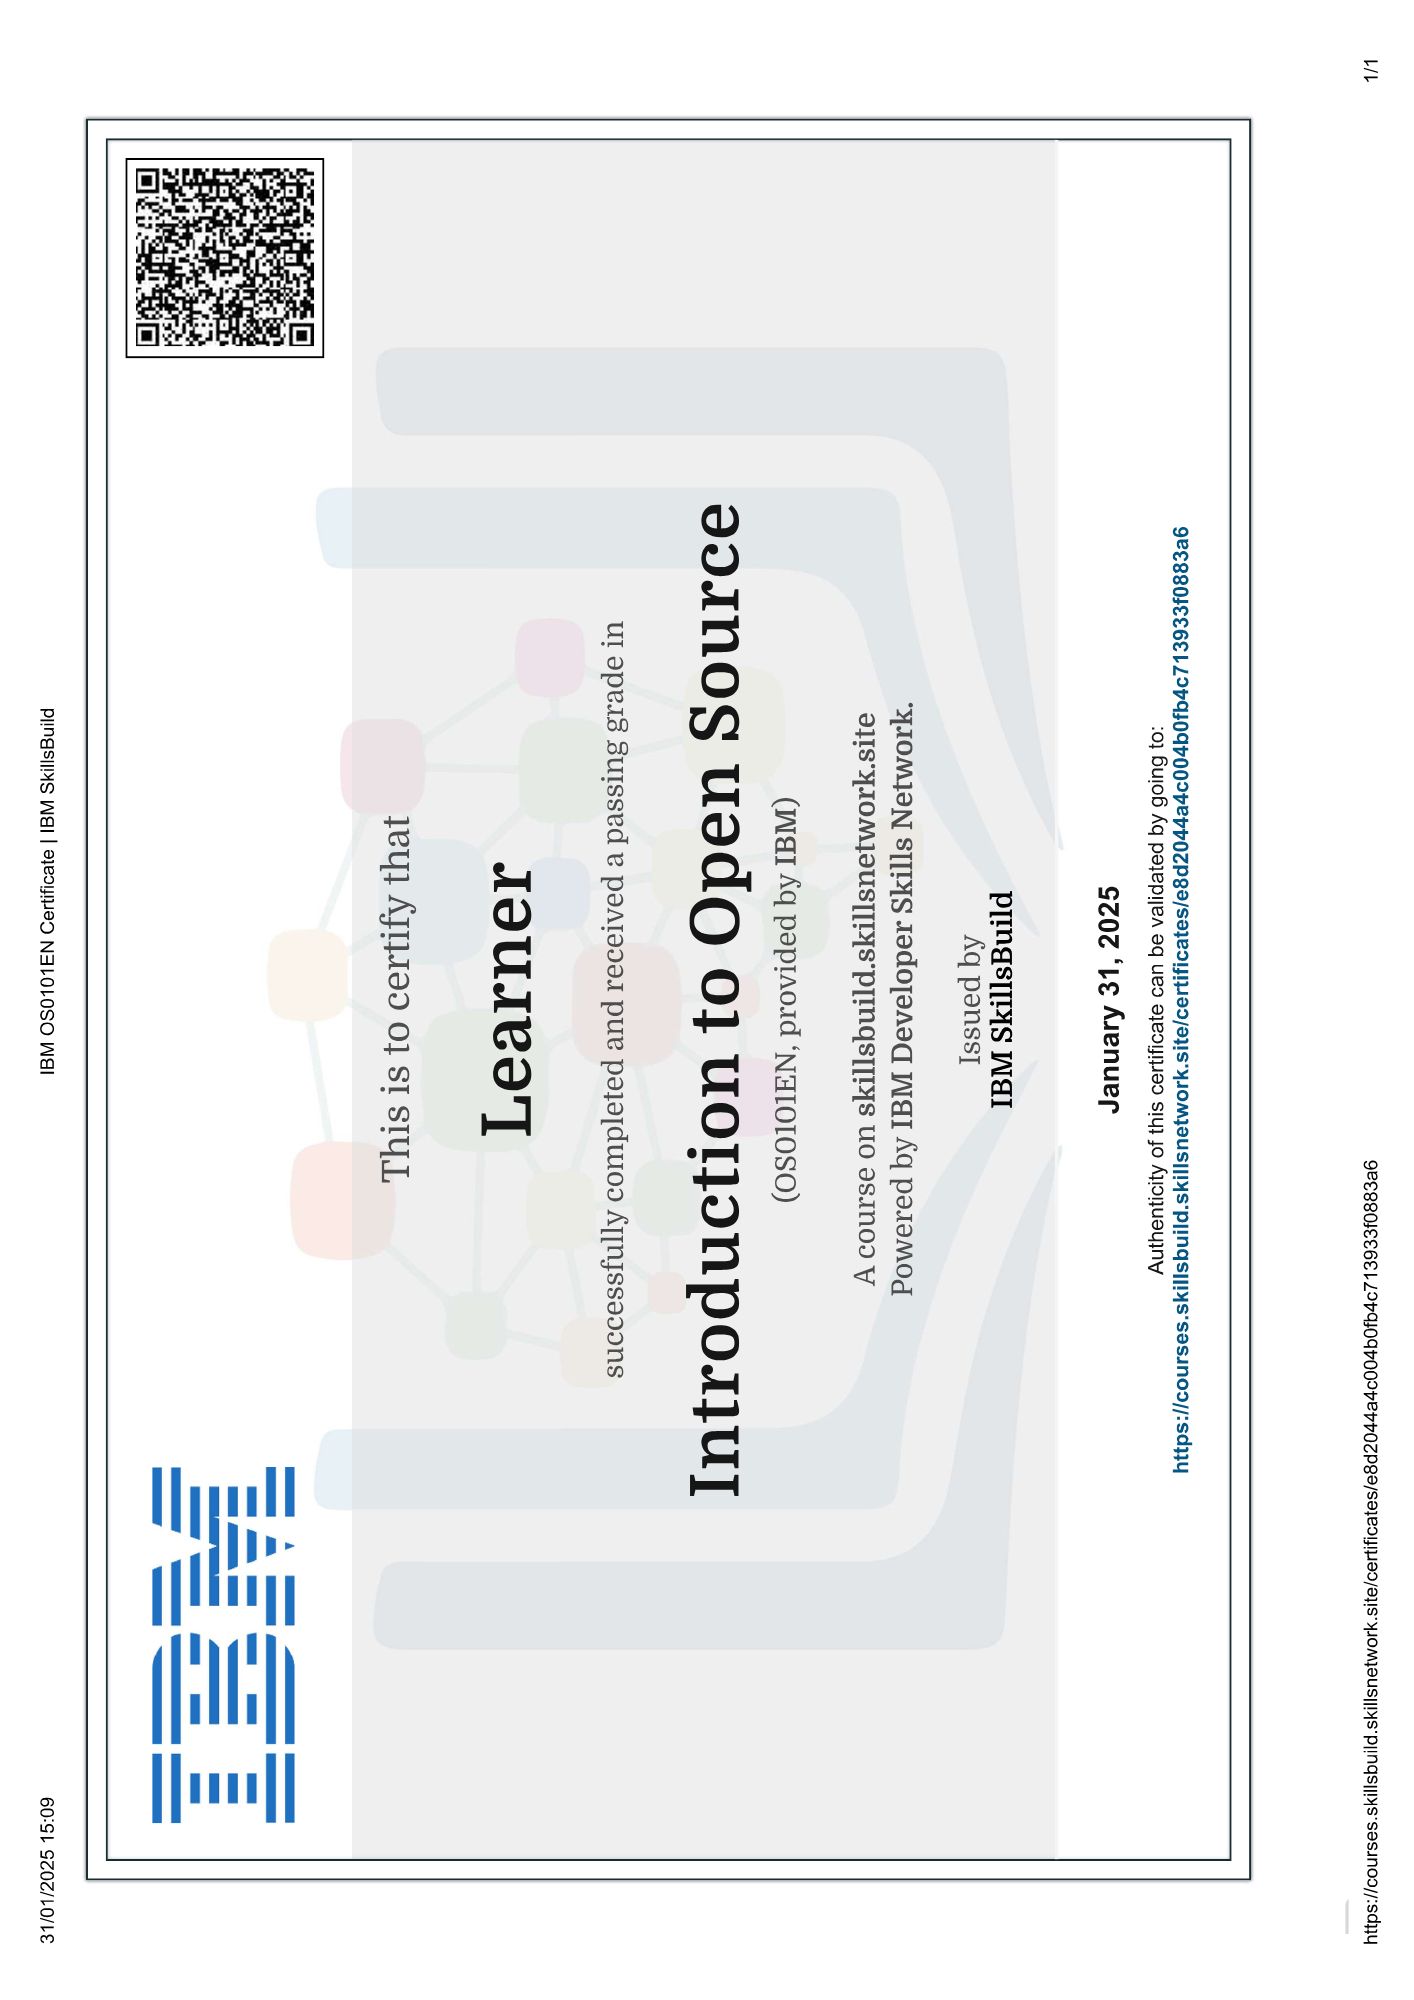 31/01/2025 15:09
IBM OS0101EN Certificate | IBM SkillsBuild
IBM
This is to certify that
Learner
successfully completed and received a passing grade in
Introduction to Open Source
(OS0101EN, provided by IBM)
A course on skillsbuild.skillsnetwork.site
Powered by IBM Developer Skills Network.
Issued by
IBM SkillsBuild
January 31, 2025
Authenticity of this certificate can be validated by going to:
https://courses.skillsbuild.skillsnetwork.site/certificates/e8d2044a4c004b0fb4c713933f0883a6
https://courses.skillsbuild.skillsnetwork.site/certificates/e8d2044a4c004b0fb4c713933f0883a6
1/1